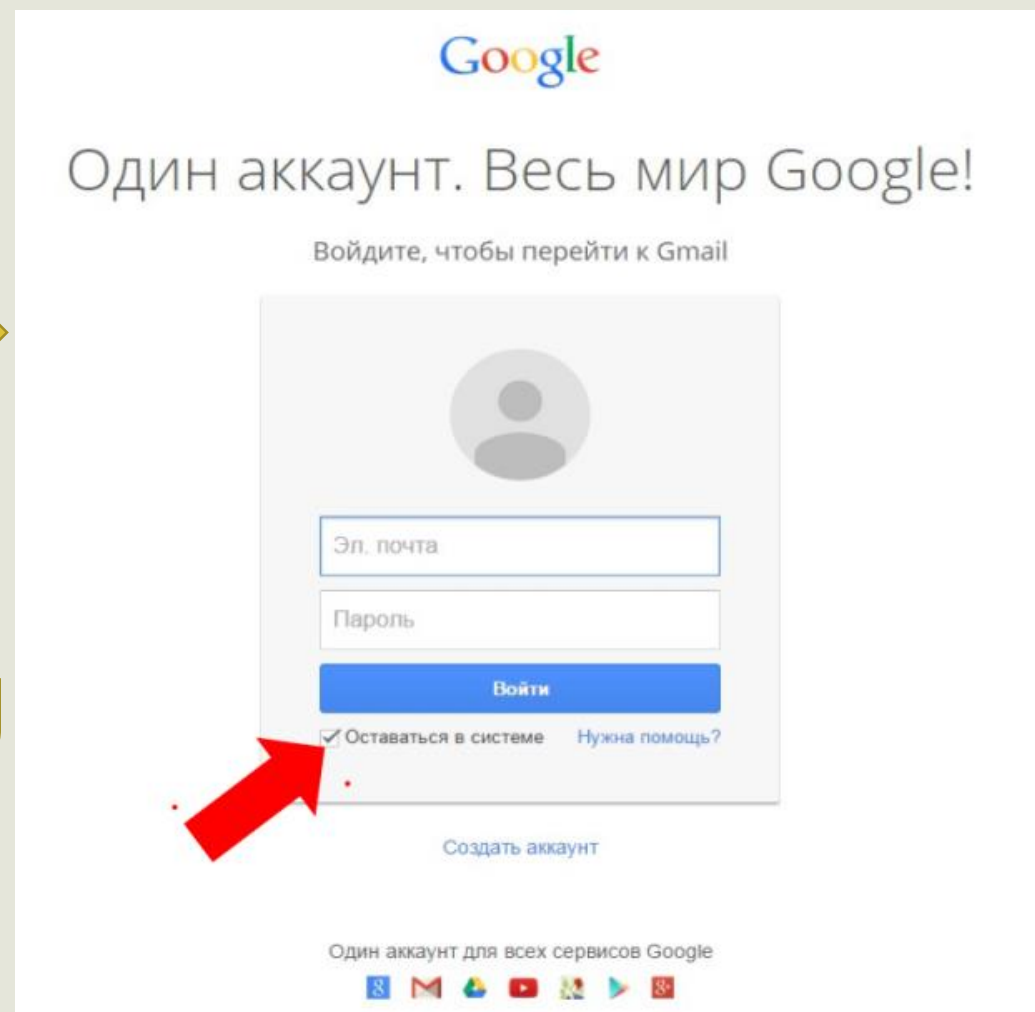 Google
Один аккаунт. Весь мир Google!
Войдите, чтобы перейти к Gmail
Эл. почта
Пароль
Войти
Оставаться в системе Нужна помощь?
Создать аккаунт
Один аккаунт для всех сервисов Google